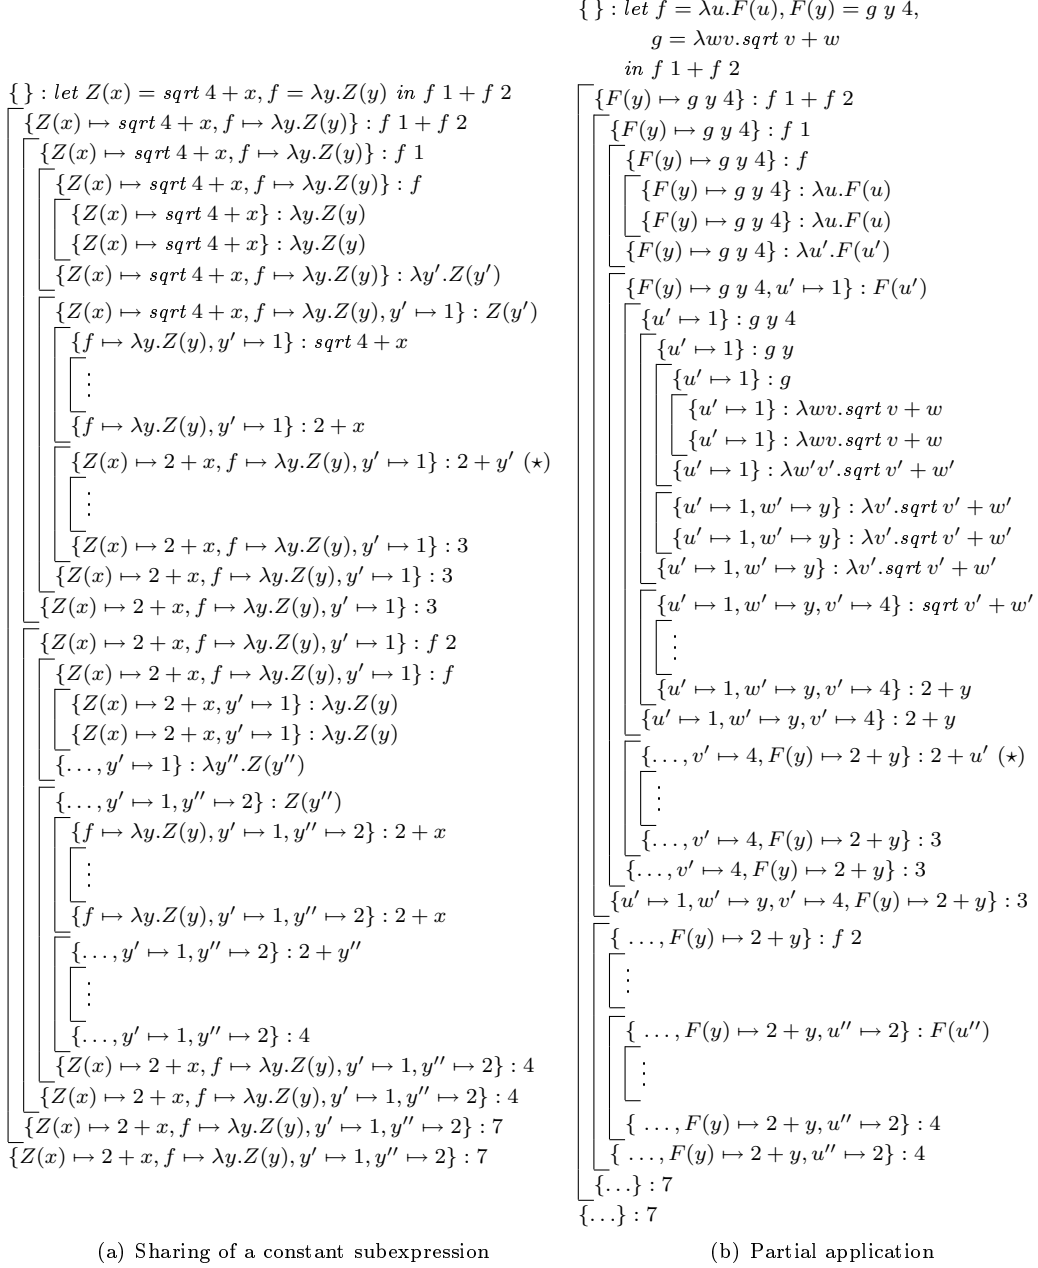 { } : let Z(x) = sqrt 4 + x, f = λy.Z(y) in f 1 + f 2
{Z(x) ↦ sqrt 4 + x, f ↦ λy.Z(y)} : f 1 + f 2
{Z(x) ↦ sqrt 4 + x, f ↦ λy.Z(y)} : f 1
{Z(x) ↦ sqrt 4 + x, f ↦ λy.Z(y)} : f
{Z(x) ↦ sqrt 4 + x} : λy.Z(y)
{Z(x) ↦ sqrt 4 + x} : λy.Z(y)
{Z(x) ↦ sqrt 4 + x, f ↦ λy.Z(y)} : λy′.Z(y′)
{Z(x) ↦ sqrt 4 + x, f ↦ λy.Z(y), y′ ↦ 1} : Z(y′)
{f ↦ λy.Z(y), y′ ↦ 1} : sqrt 4 + x
⋮
{f ↦ λy.Z(y), y′ ↦ 1} : 2 + x
{Z(x) ↦ 2 + x, f ↦ λy.Z(y), y′ ↦ 1} : 2 + y′ (⋆)
⋮
{Z(x) ↦ 2 + x, f ↦ λy.Z(y), y′ ↦ 1} : 3
{Z(x) ↦ 2 + x, f ↦ λy.Z(y), y′ ↦ 1} : 3
{Z(x) ↦ 2 + x, f ↦ λy.Z(y), y′ ↦ 1} : 3
{Z(x) ↦ 2 + x, f ↦ λy.Z(y), y′ ↦ 1} : f 2
{Z(x) ↦ 2 + x, f ↦ λy.Z(y), y′ ↦ 1} : f
{Z(x) ↦ 2 + x, y′ ↦ 1} : λy.Z(y)
{Z(x) ↦ 2 + x, y′ ↦ 1} : λy.Z(y)
{…, y′ ↦ 1} : λy′′.Z(y′′)
{…, y′ ↦ 1, y′′ ↦ 2} : Z(y′′)
{f ↦ λy.Z(y), y′ ↦ 1, y′′ ↦ 2} : 2 + x
⋮
{f ↦ λy.Z(y), y′ ↦ 1, y′′ ↦ 2} : 2 + x
{…, y′ ↦ 1, y′′ ↦ 2} : 2 + y′′
⋮
{…, y′ ↦ 1, y′′ ↦ 2} : 4
{Z(x) ↦ 2 + x, f ↦ λy.Z(y), y′ ↦ 1, y′′ ↦ 2} : 4
{Z(x) ↦ 2 + x, f ↦ λy.Z(y), y′ ↦ 1, y′′ ↦ 2} : 4
{Z(x) ↦ 2 + x, f ↦ λy.Z(y), y′ ↦ 1, y′′ ↦ 2} : 7
{Z(x) ↦ 2 + x, f ↦ λy.Z(y), y′ ↦ 1, y′′ ↦ 2} : 7
(a) Sharing of a constant subexpression
{ } : let f = λu.F(u), F(y) = g y 4,
g = λwv.sqrt v + w
in f 1 + f 2
{F(y) ↦ g y 4} : f 1 + f 2
{F(y) ↦ g y 4} : f 1
{F(y) ↦ g y 4} : f
{F(y) ↦ g y 4} : λu.F(u)
{F(y) ↦ g y 4} : λu.F(u)
{F(y) ↦ g y 4} : λu′.F(u′)
{F(y) ↦ g y 4, u′ ↦ 1} : F(u′)
{u′ ↦ 1} : g y 4
{u′ ↦ 1} : g y
{u′ ↦ 1} : g
{u′ ↦ 1} : λwv.sqrt v + w
{u′ ↦ 1} : λwv.sqrt v + w
{u′ ↦ 1} : λw′v′.sqrt v′ + w′
{u′ ↦ 1, w′ ↦ y} : λv′.sqrt v′ + w′
{u′ ↦ 1, w′ ↦ y} : λv′.sqrt v′ + w′
{u′ ↦ 1, w′ ↦ y} : λv′.sqrt v′ + w′
{u′ ↦ 1, w′ ↦ y, v′ ↦ 4} : sqrt v′ + w′
⋮
{u′ ↦ 1, w′ ↦ y, v′ ↦ 4} : 2 + y
{u′ ↦ 1, w′ ↦ y, v′ ↦ 4} : 2 + y
{…, v′ ↦ 4, F(y) ↦ 2 + y} : 2 + u′ (⋆)
⋮
{…, v′ ↦ 4, F(y) ↦ 2 + y} : 3
{…, v′ ↦ 4, F(y) ↦ 2 + y} : 3
{u′ ↦ 1, w′ ↦ y, v′ ↦ 4, F(y) ↦ 2 + y} : 3
{ …, F(y) ↦ 2 + y} : f 2
⋮
{ …, F(y) ↦ 2 + y, u′′ ↦ 2} : F(u′′)
⋮
{ …, F(y) ↦ 2 + y, u′′ ↦ 2} : 4
{ …, F(y) ↦ 2 + y, u′′ ↦ 2} : 4
{…} : 7
{…} : 7
(b) Partial application